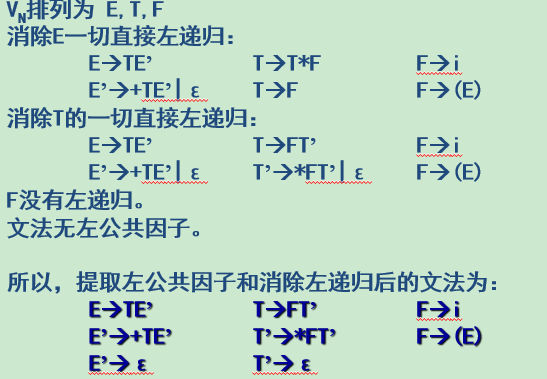 VN排列为 E,T,F
消除E一切直接左递归：
E→TE’ T→T*F F→i
E’→+TE’| ε T→F F→(E)
消除T的一切直接左递归：
E→TE’ T→FT’ F→i
E’→+TE’| ε T’→*FT’| ε F→(E)
F没有左递归。
文法无左公共因子。
所以，提取左公共因子和消除左递归后的文法为：
E→TE’ T→FT’ F→i
E’→+TE’ T’→*FT’ F→(E)
E’→ ε T’→ ε